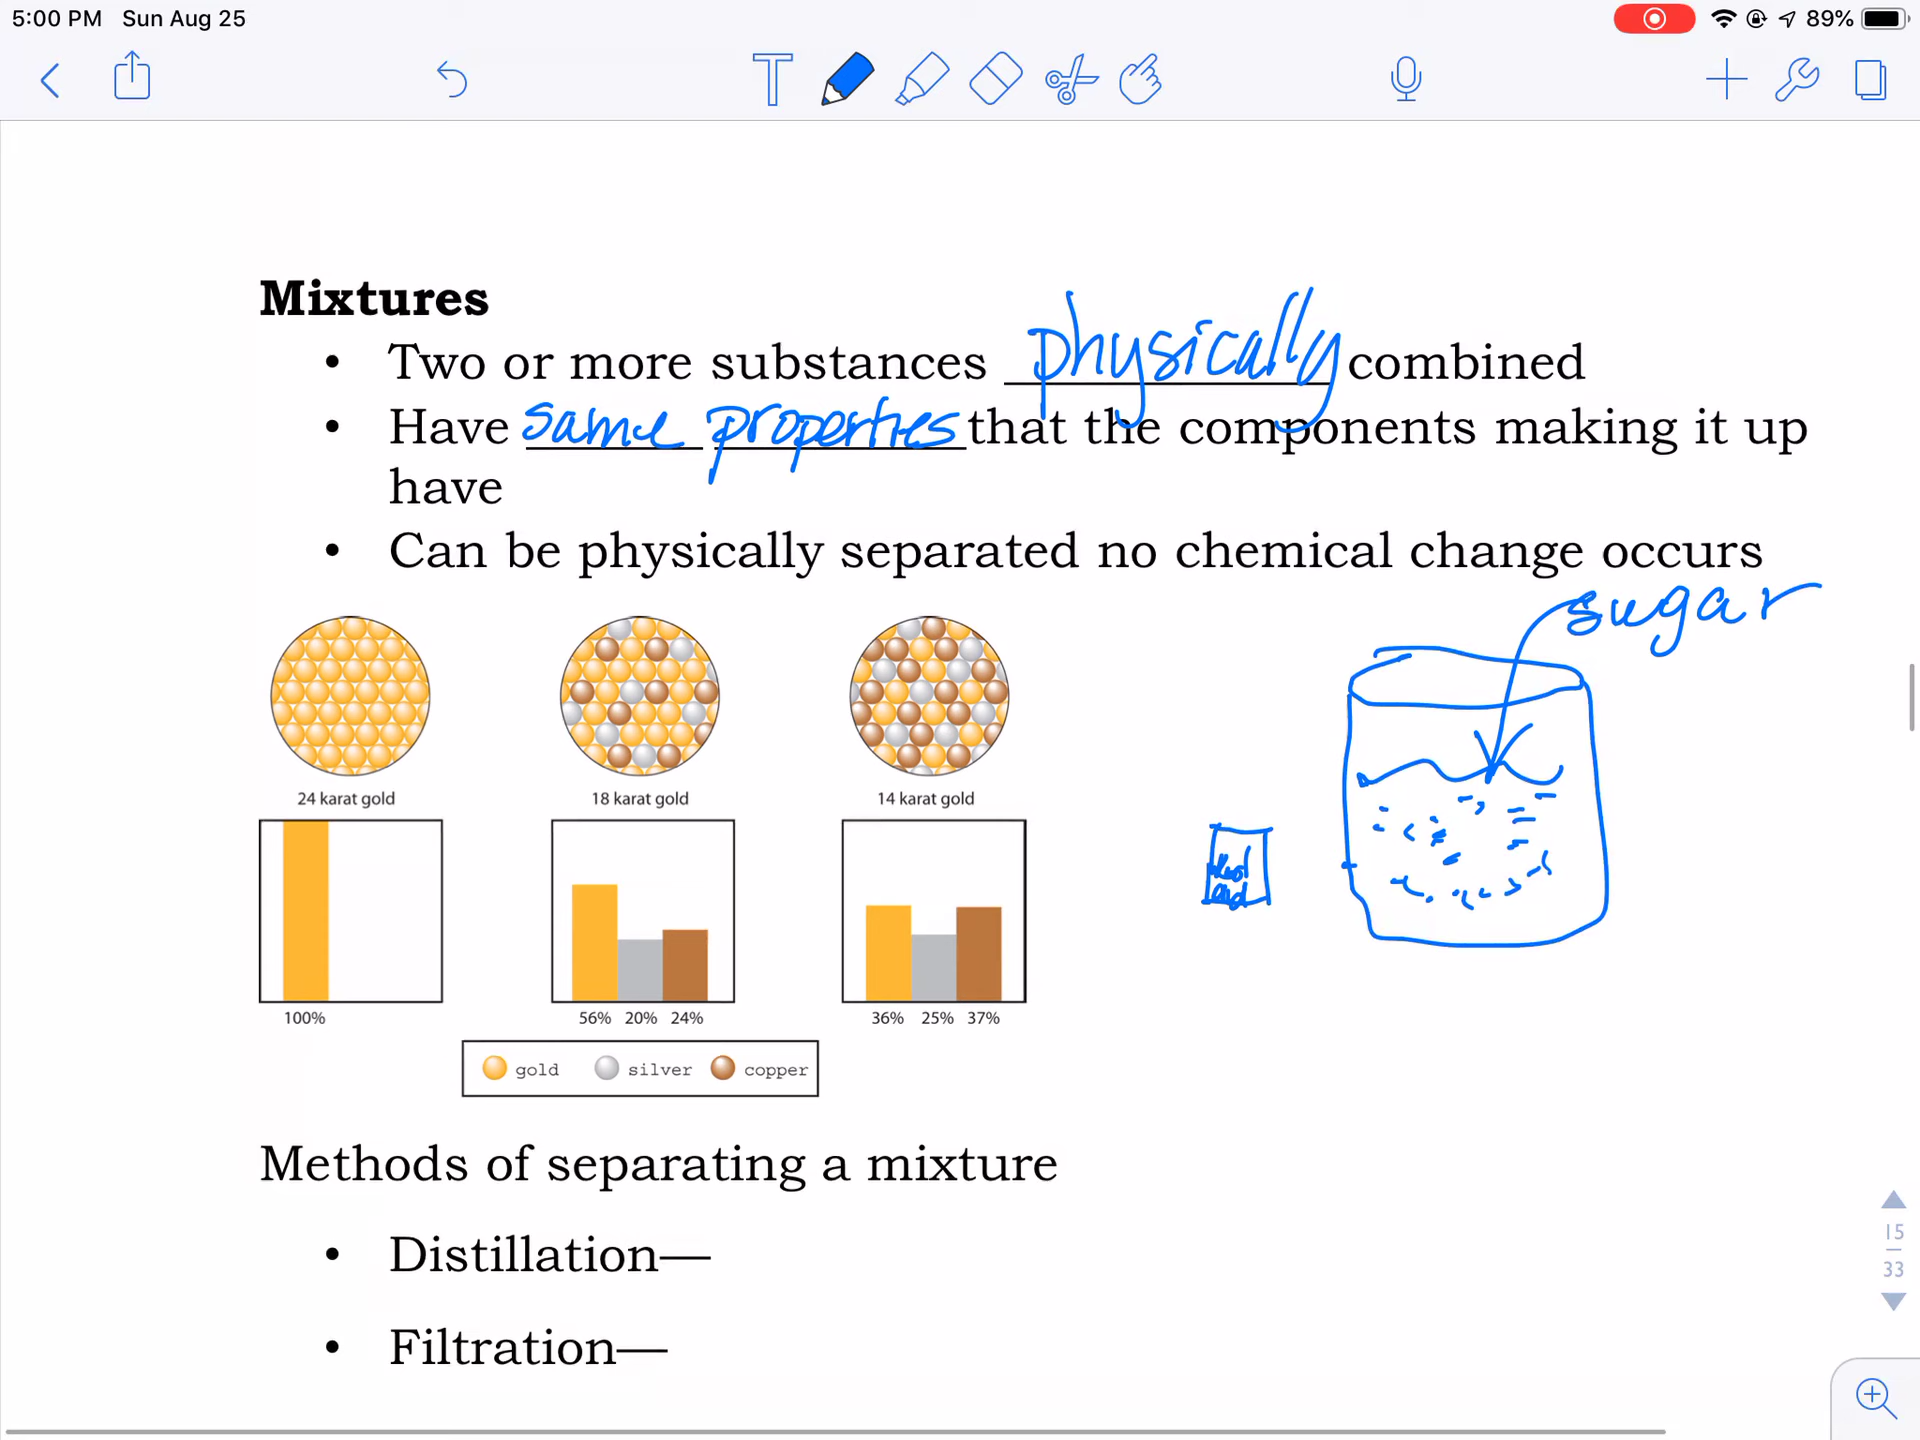 5:00 PM Sun Aug 25 89%
T
Mixtures
• Two or more substances physically combined
• Have same properties that the components making it up
have
• Can be physically separated no chemical change occurs
sugar
24 karat gold 18 karat gold 14 karat gold
kool
aid
100% 56% 20% 24% 36% 25% 37%
gold silver copper
Methods of separating a mixture
• Distillation—
• Filtration—
15
33